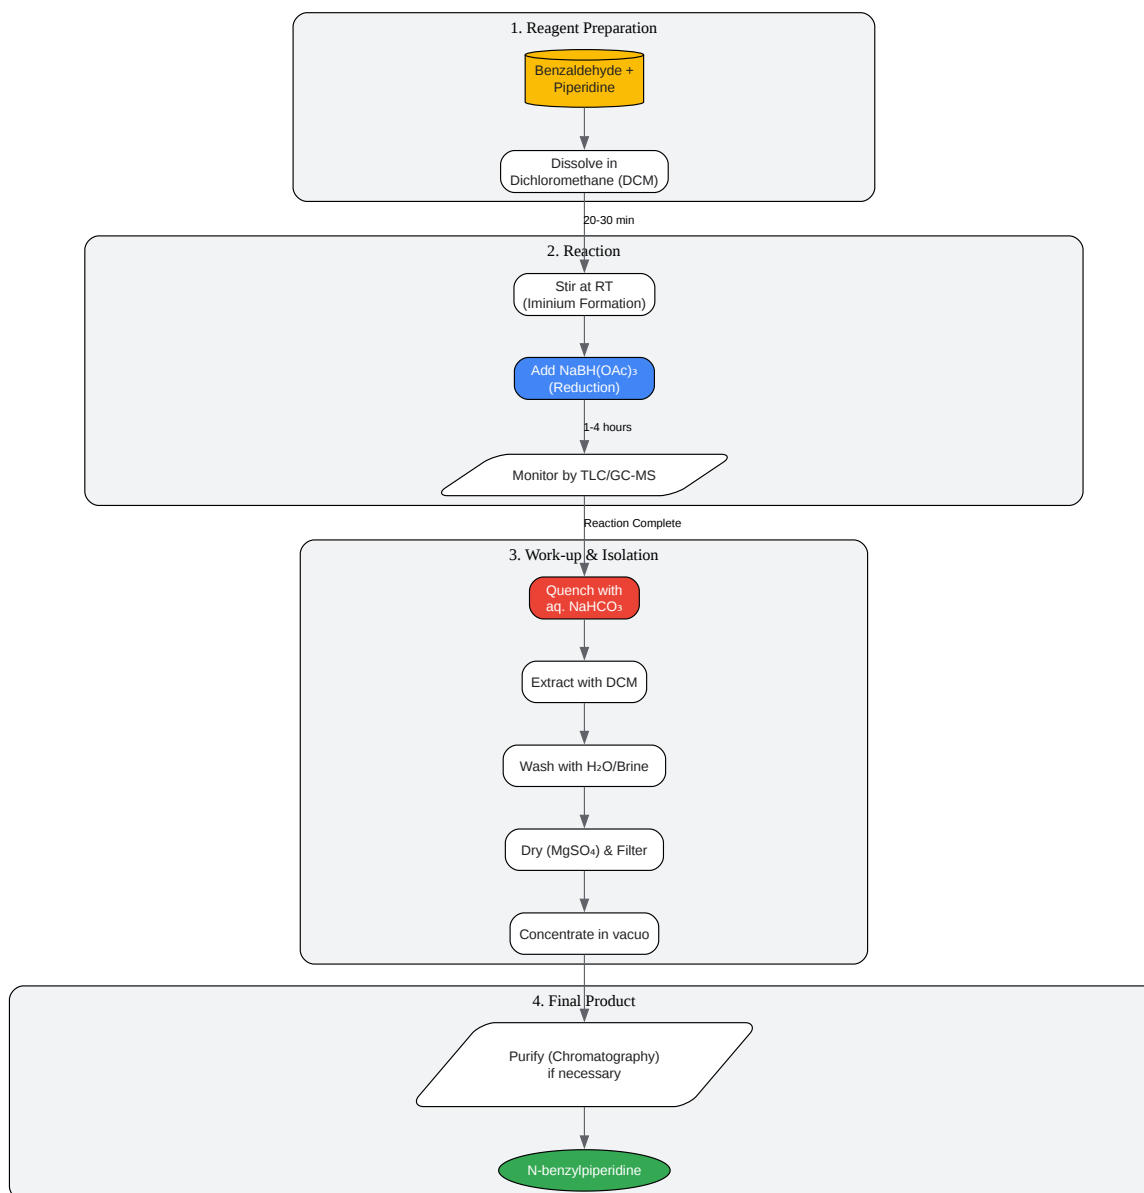 1. Reagent Preparation
Benzaldehyde +
Piperidine
Dissolve in
Dichloromethane (DCM)
20-30 min
2. Reaction
Stir at RT
(Iminium Formation)
Add NaBH(OAc)₃
(Reduction)
1-4 hours
Monitor by TLC/GC-MS
Reaction Complete
3. Work-up & Isolation
Quench with
aq. NaHCO₃
Extract with DCM
Wash with H₂O/Brine
Dry (MgSO₄) & Filter
Concentrate in vacuo
4. Final Product
Purify (Chromatography)
if necessary
N-benzylpiperidine